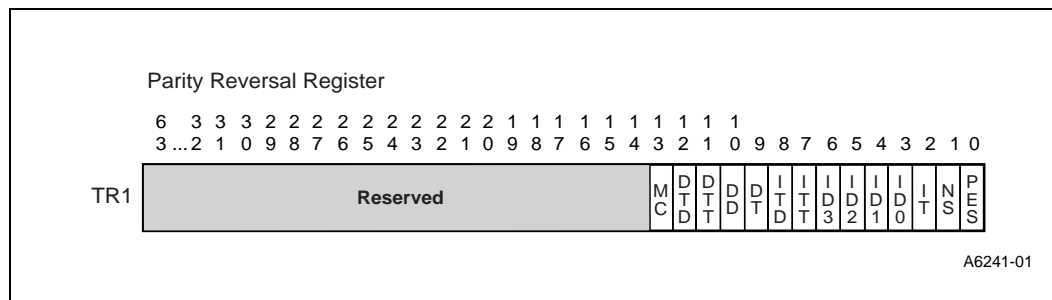 Parity Reversal Register
6 3 3 3 2 2 2 2 2 2 2 2 2 2 1 1 1 1 1 1 1 1 1 1
3 ... 2 1 0 9 8 7 6 5 4 3 2 1 0 9 8 7 6 5 4 3 2 1 0 9 8 7 6 5 4 3 2 1 0
TR1 Reserved MC DTD DTT DD DT ITD ITT ID3 ID2 ID1 ID0 IT NS PES
A6241-01